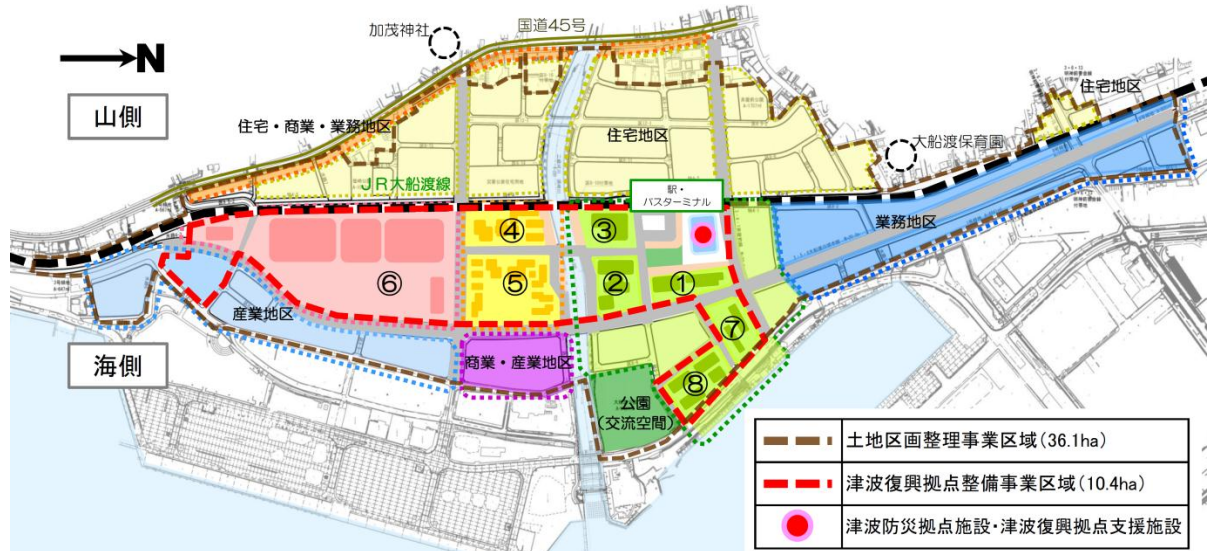 加茂神社
国道45号
N
山側
住宅・商業・業務地区
住宅地区
住宅地区
大船渡保育園
JR大船渡線
駅・
バスターミナル
業務地区
④
③
⑥
⑤
②
①
⑦
⑧
産業地区
海側
商業・産業地区
公園
(交流空間)
土地区画整理事業区域(36.1ha)
津波復興拠点整備事業区域(10.4ha)
津波防災拠点施設・津波復興拠点支援施設